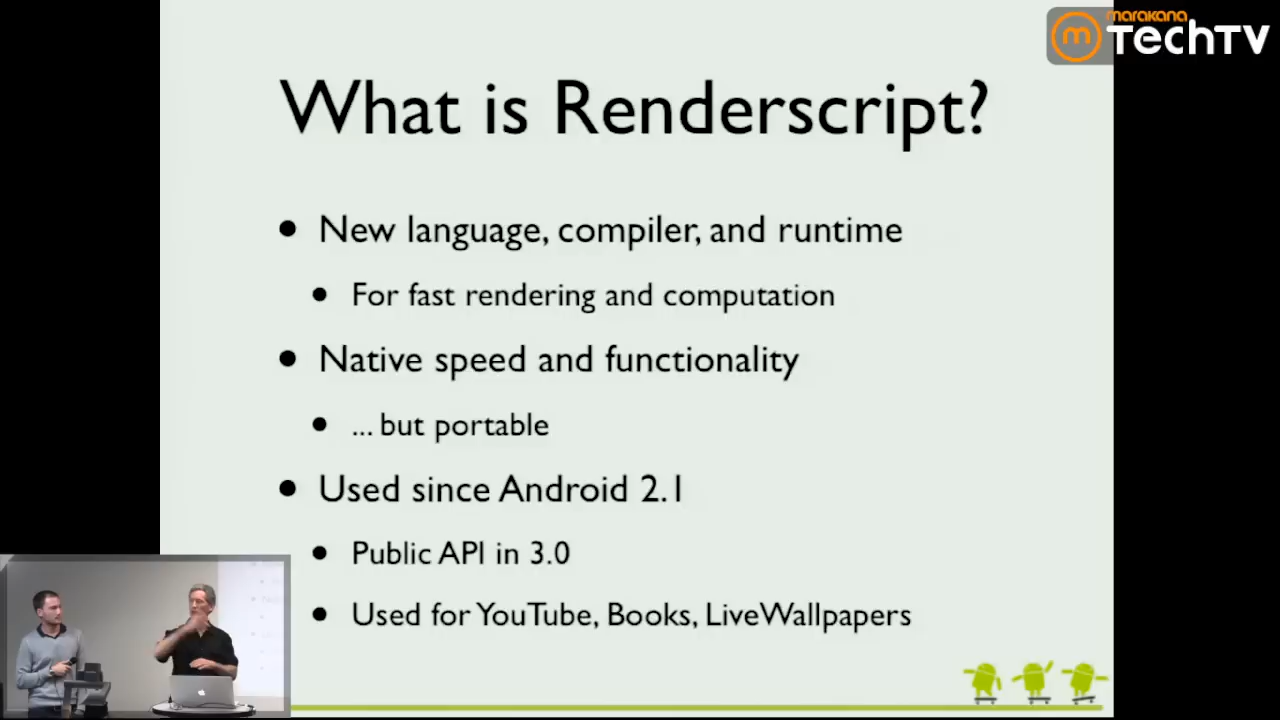 marakana
m TechTV
What is Renderscript?
• New language, compiler, and runtime
• For fast rendering and computation
• Native speed and functionality
• ... but portable
• Used since Android 2.1
• Public API in 3.0
• Used for YouTube, Books, LiveWallpapers